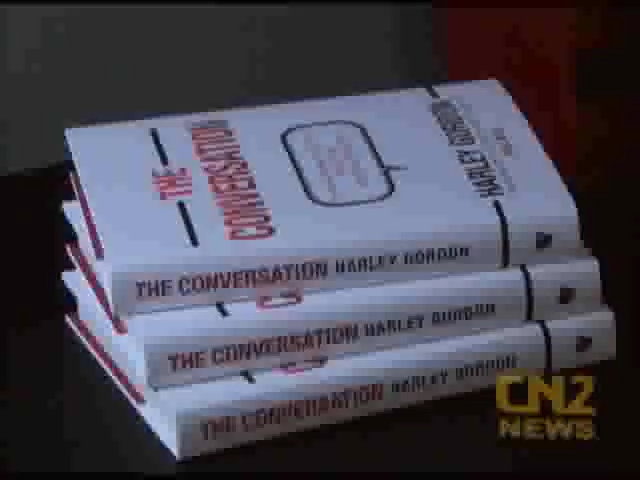 THE
CONVERSATION
HARLEY GORDON
THE CONVERSATION HARLEY GORDON
THE CONVERSATION HARLEY GORDON
THE CONVERSATION HARLEY GORDON
CN2
NEWS